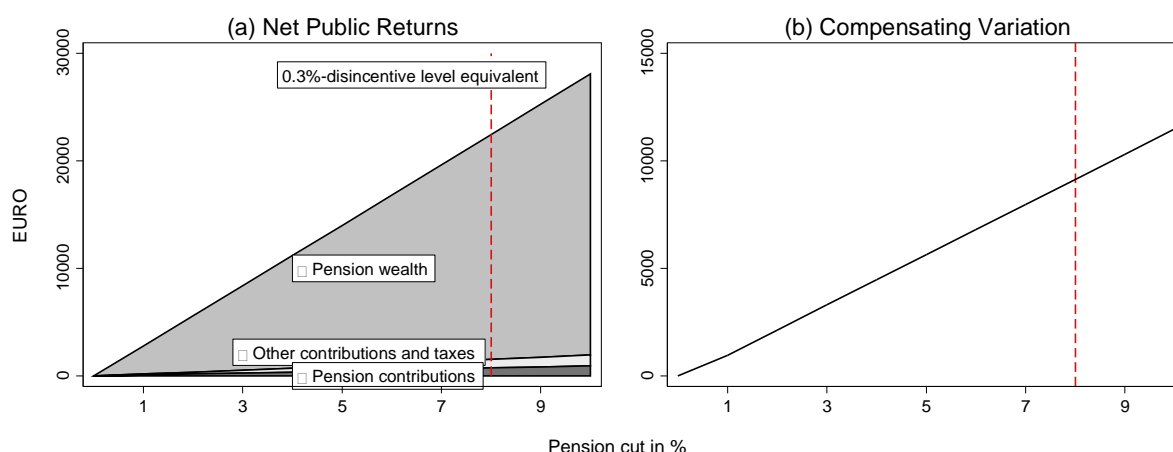 (a) Net Public Returns
(b) Compensating Variation
30000
20000
10000
0
EURO
0.3%-disincentive level equivalent
□ Pension wealth
□ Other contributions and taxes
□ Pension contributions
1 3 5 7 9
15000
10000
5000
0
1 3 5 7 9
Pension cut in %